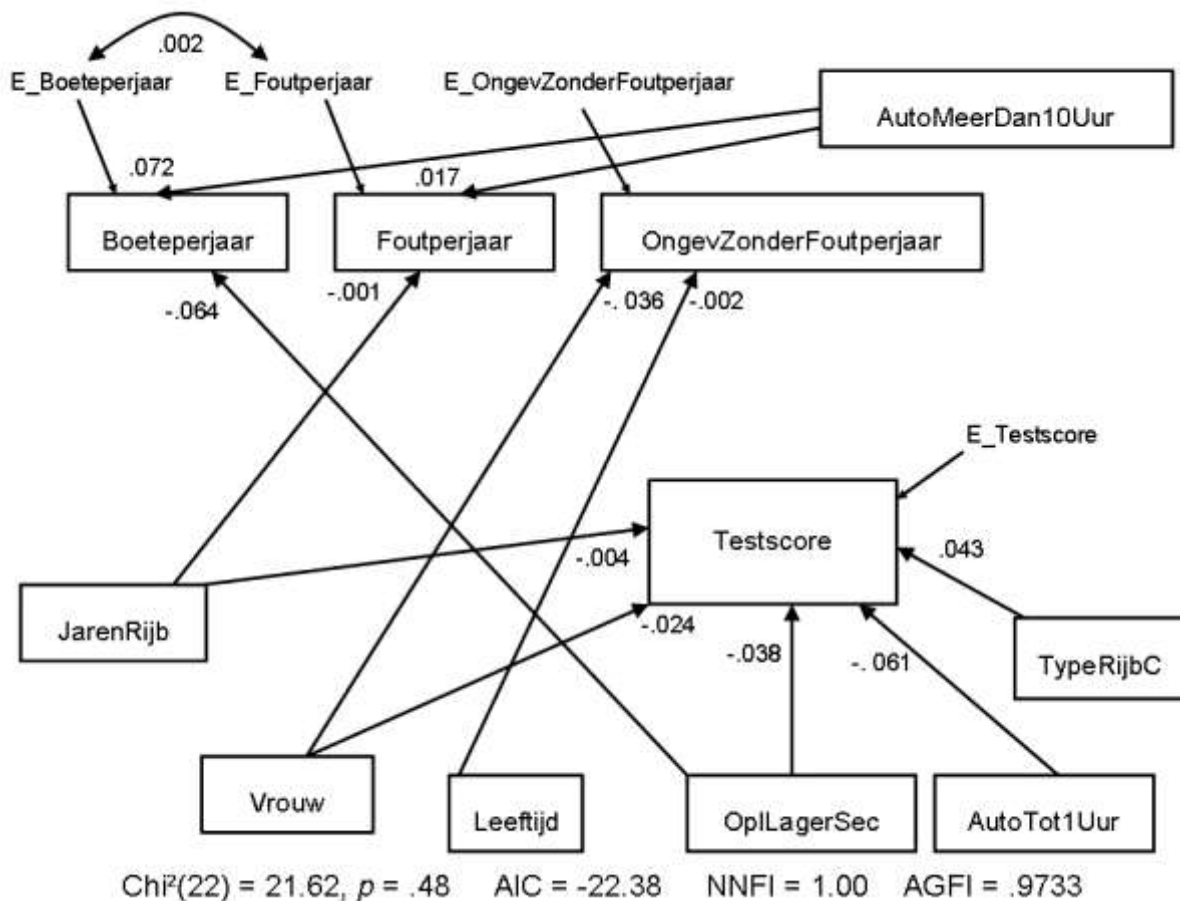 .002
E_Boeteperjaar
E_Foutperjaar
E_OngevZonderFoutperjaar
AutoMeerDan10Uur
.072
.017
Boeteperjaar
Foutperjaar
OngevZonderFoutperjaar
-.064
-.001
-. 036
-.002
E_Testscore
Testscore
-.004
.043
JarenRijb
-.024
-.038
-. 061
TypeRijbC
Vrouw
Leeftijd
OplLagerSec
AutoTot1Uur
Chi²(22) = 21.62, p = .48 AIC = -22.38 NNFI = 1.00 AGFI = .9733